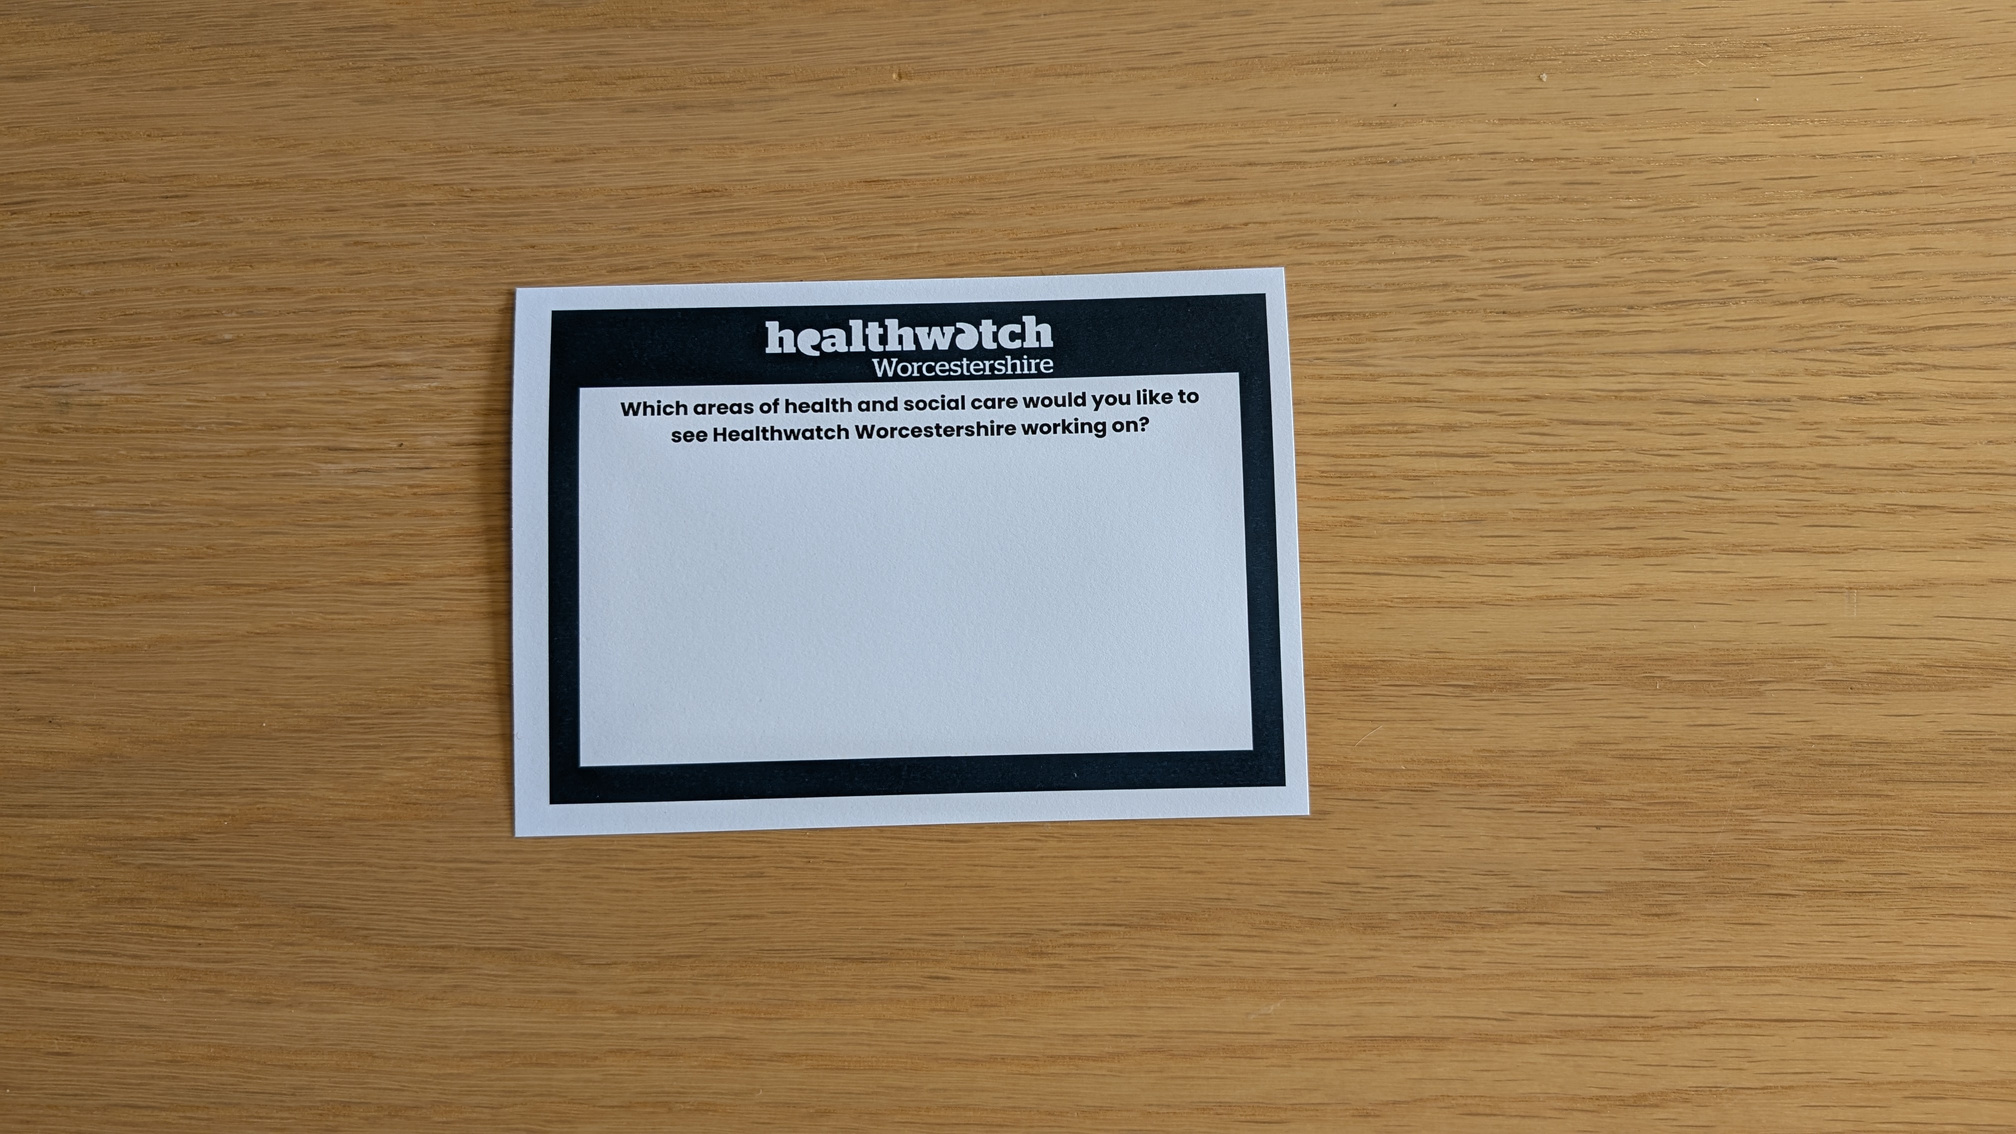 healthwatch
Worcestershire
Which areas of health and social care would you like to
see Healthwatch Worcestershire working on?